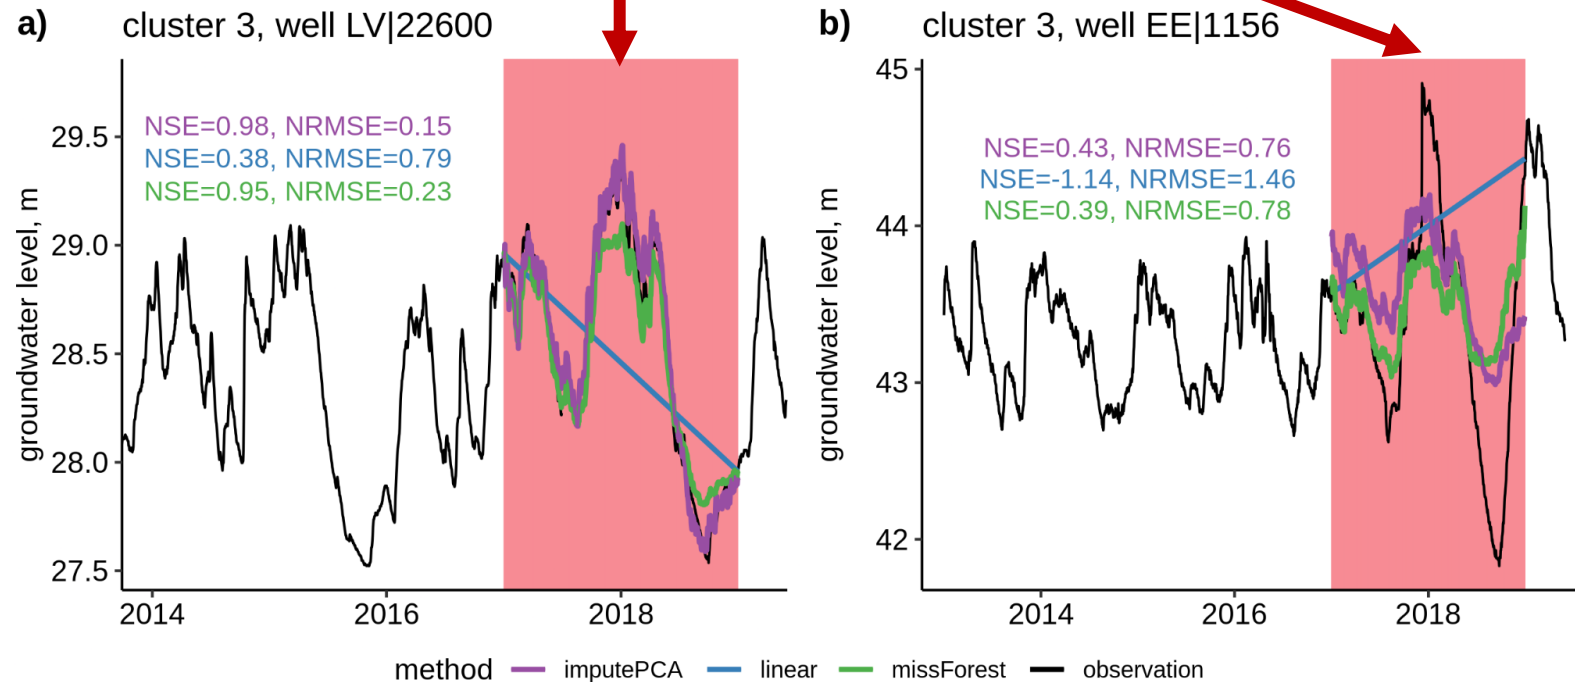 a) cluster 3, well LV|22600
groundwater level, m
29.5
29.0
28.5
28.0
27.5
NSE=0.98, NRMSE=0.15
NSE=0.38, NRMSE=0.79
NSE=0.95, NRMSE=0.23
2014 2016 2018
b) cluster 3, well EE|1156
groundwater level, m
45
44
43
42
NSE=0.43, NRMSE=0.76
NSE=-1.14, NRMSE=1.46
NSE=0.39, NRMSE=0.78
2014 2016 2018
method imputePCA linear missForest observation